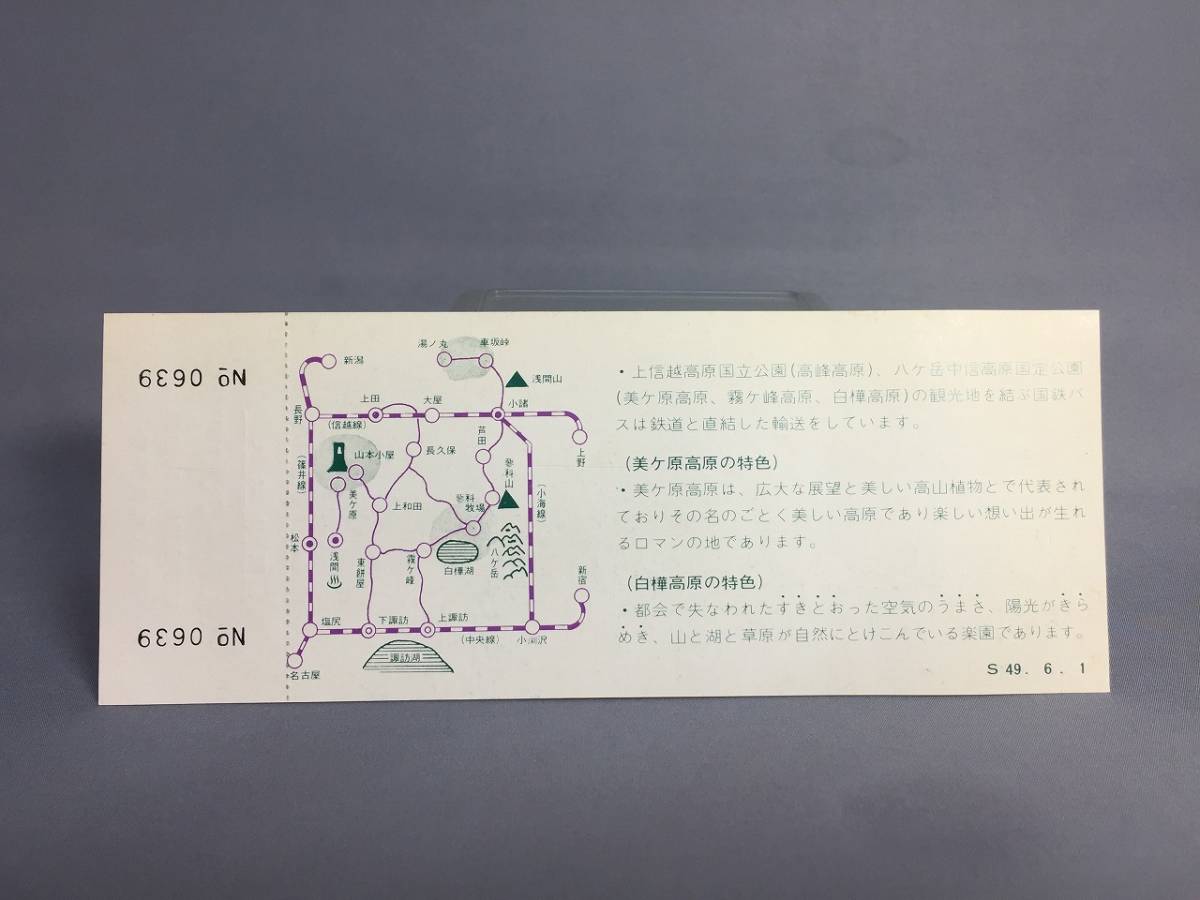 No 0639
No 0639
新潟
湯ノ丸
車坂峠
浅間山
長野
上田
大屋
小諸
(信越線)
上野
山本小屋
長久保
芦田
蓼科山
(篠井線)
美ケ原
上和田
蓼科
牧場
(小海線)
松本
浅間
東餅屋
霧ケ峰
白樺湖
八ケ岳
新宿
塩尻
下諏訪
上諏訪
(中央線)
小淵沢
諏訪湖
名古屋
・上信越高原国立公園(高峰高原)、八ケ岳中信高原国定公園
(美ケ原高原、霧ケ峰高原、白樺高原)の観光地を結ぶ国鉄バ
スは鉄道と直結した輸送をしています。
(美ケ原高原の特色)
・美ケ原高原は、広大な展望と美しい高山植物とで代表され
ておりその名のごとく美しい高原であり楽しい想い出が生れ
るロマンの地であります。
(白樺高原の特色)
・都会で失なわれたすきとおった空気のうまさ、陽光がきら
めき、山と湖と草原が自然にとけこんでいる楽園であります。
S 49. 6. 1